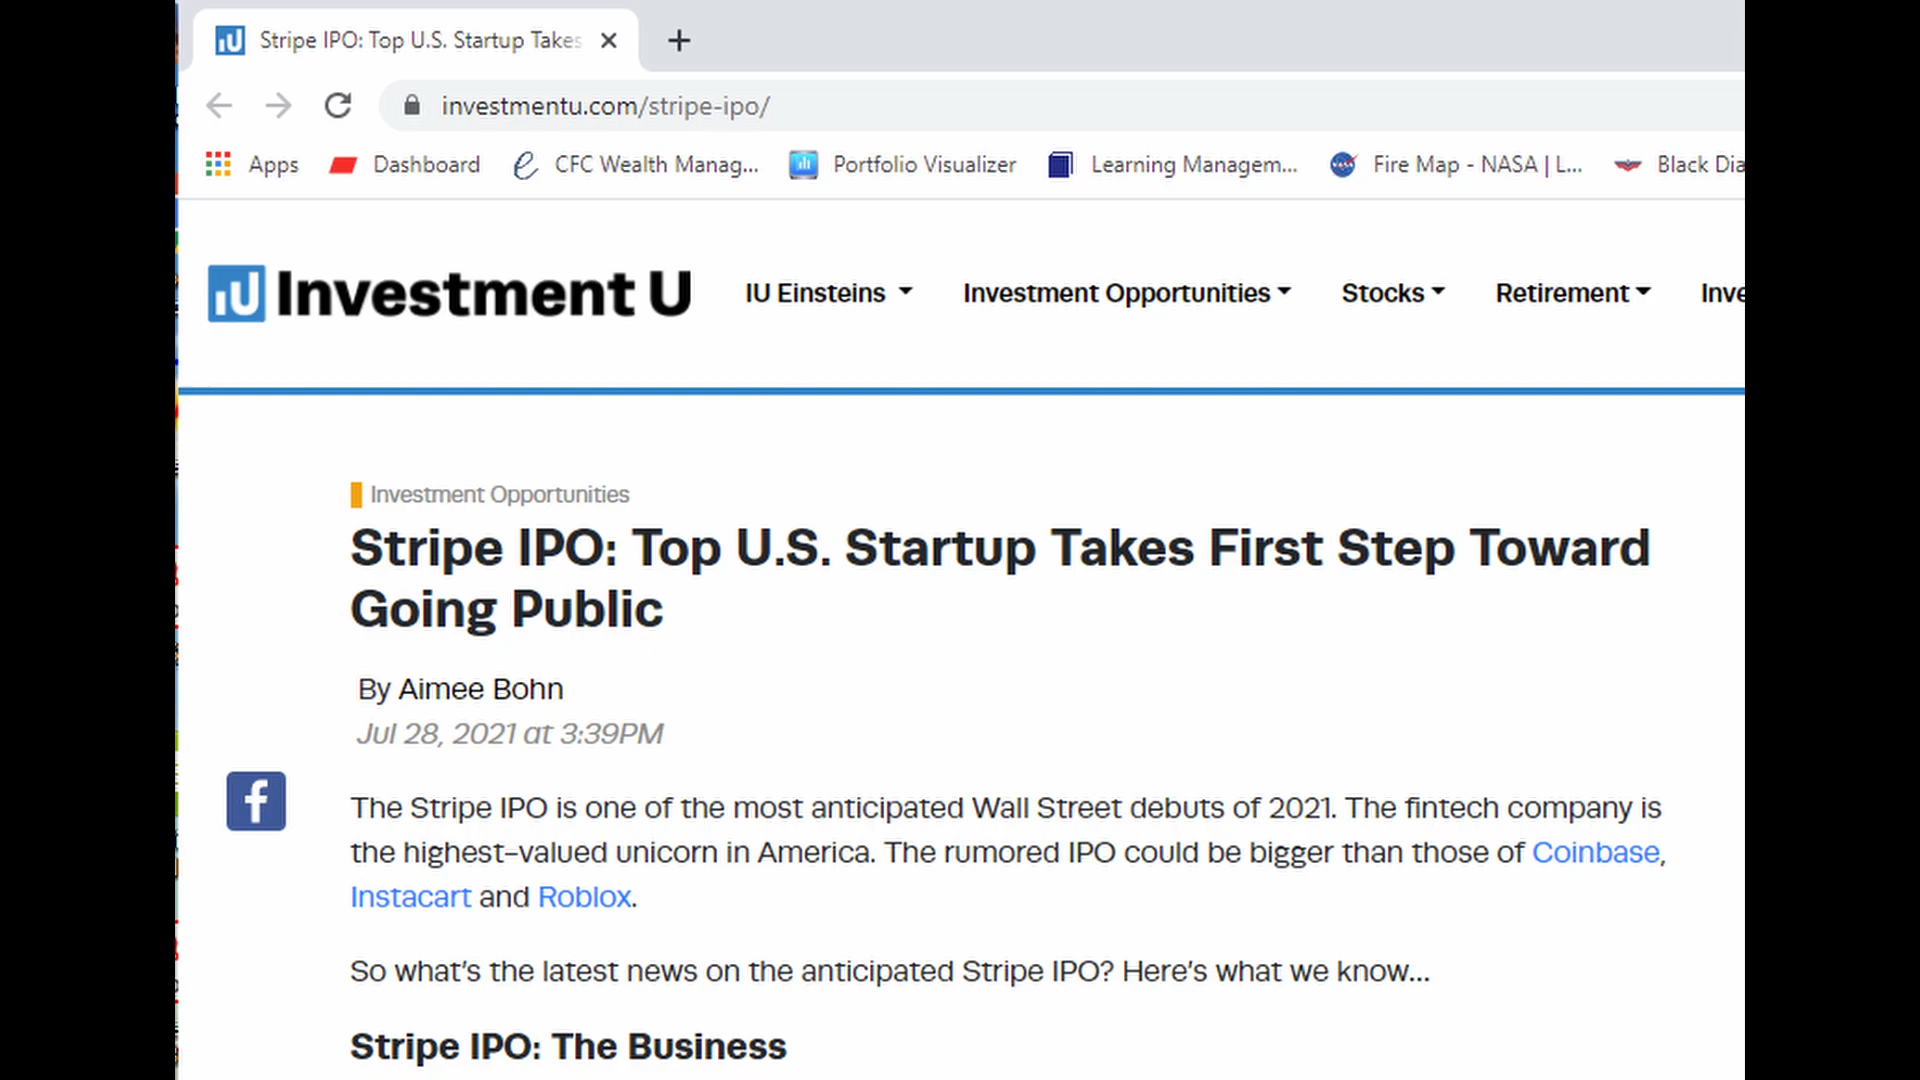 Stripe IPO: Top U.S. Startup Takes
investmentu.com/stripe-ipo/
Apps Dashboard CFC Wealth Manag... Portfolio Visualizer Learning Managem... Fire Map - NASA | L... Black Dia
iU Investment U IU Einsteins Investment Opportunities Stocks Retirement Inve
Investment Opportunities
Stripe IPO: Top U.S. Startup Takes First Step Toward
Going Public
By Aimee Bohn
Jul 28, 2021 at 3:39PM
The Stripe IPO is one of the most anticipated Wall Street debuts of 2021. The fintech company is
the highest-valued unicorn in America. The rumored IPO could be bigger than those of Coinbase,
Instacart and Roblox.
So what's the latest news on the anticipated Stripe IPO? Here's what we know...
Stripe IPO: The Business